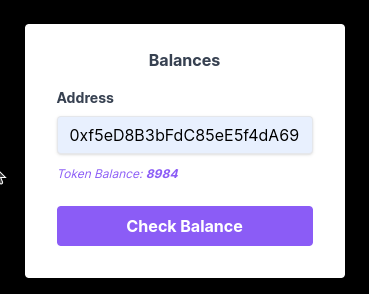 Balances
Address
0xf5eD8B3bFdC85eE5f4dA69
Token Balance: 8984
Check Balance